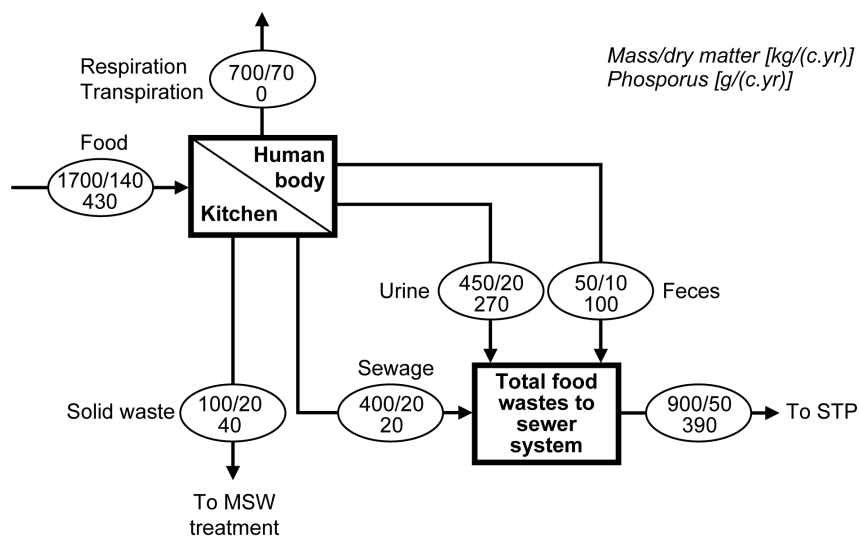 Mass/dry matter [kg/(c.yr)]
Phosporus [g/(c.yr)]
Respiration
Transpiration
700/70
0
Food
1700/140
430
Human
body
Kitchen
Urine
450/20
270
50/10
100
Feces
Solid waste
100/20
40
Sewage
400/20
20
Total food
wastes to
sewer
system
900/50
390
To STP
To MSW
treatment